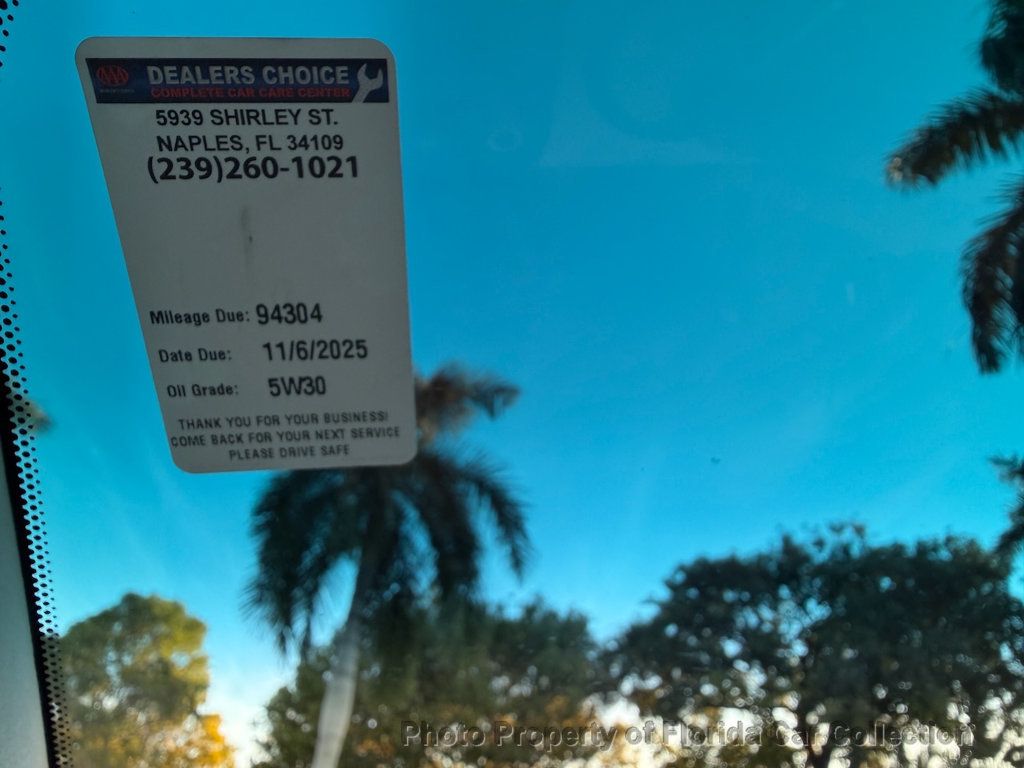 AAA DEALERS CHOICE
COMPLETE CAR CARE CENTER
5939 SHIRLEY ST.
NAPLES, FL 34109
(239)260-1021
Mileage Due: 94304
Date Due: 11/6/2025
Oil Grade: 5W30
THANK YOU FOR YOUR BUSINESS!
COME BACK FOR YOUR NEXT SERVICE
PLEASE DRIVE SAFE
Photo Property of Florida Car Collection